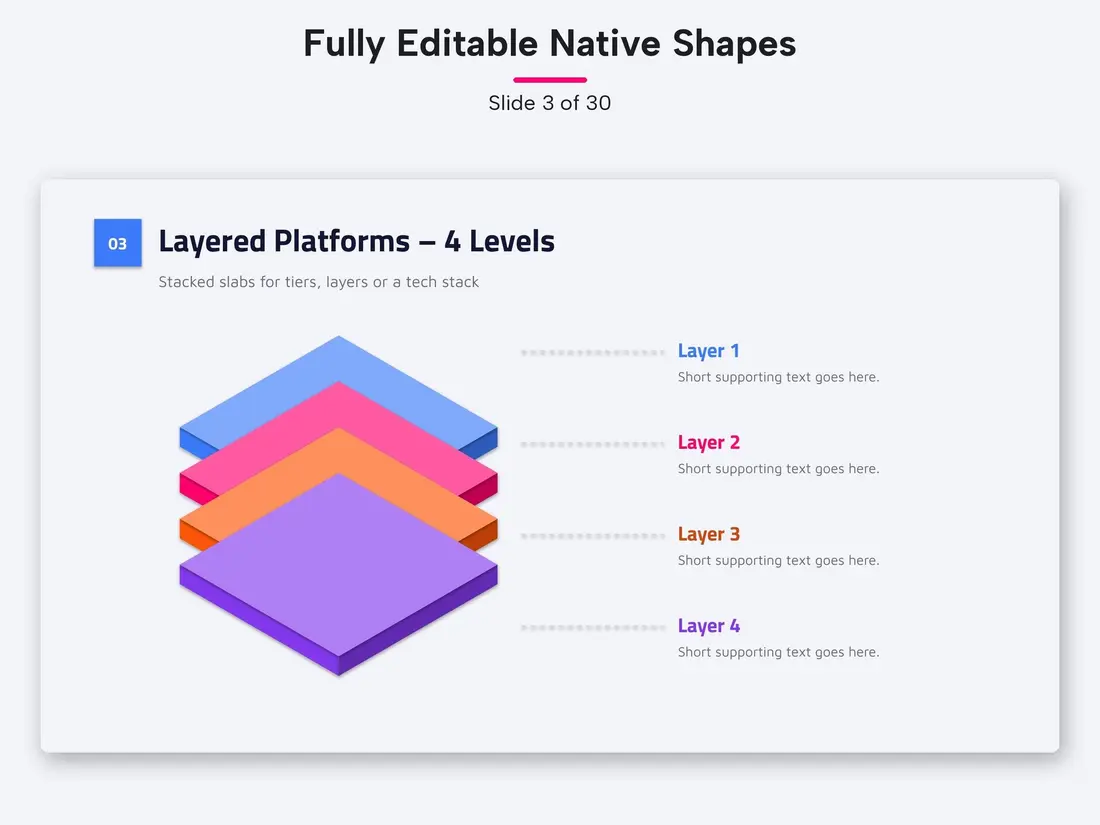 Fully Editable Native Shapes
Slide 3 of 30
03
Layered Platforms – 4 Levels
Stacked slabs for tiers, layers or a tech stack
Layer 1
Short supporting text goes here.
Layer 2
Short supporting text goes here.
Layer 3
Short supporting text goes here.
Layer 4
Short supporting text goes here.